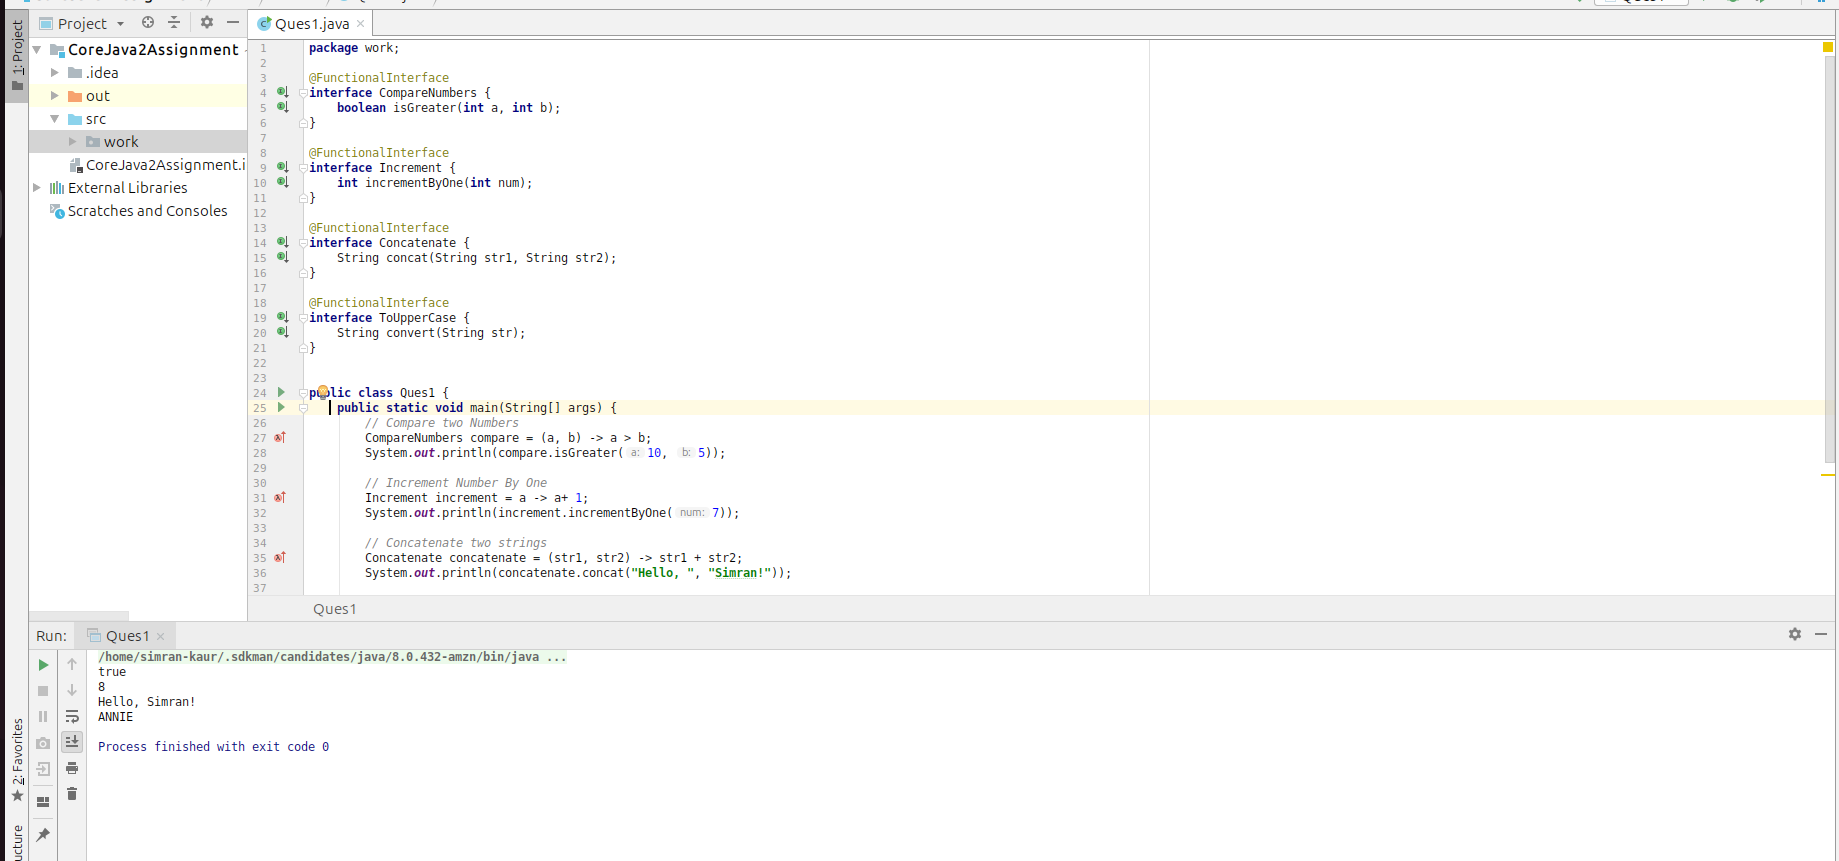 Project
Ques1.java
1: Project
CoreJava2Assignment
.idea
out
src
work
CoreJava2Assignment.i
External Libraries
Scratches and Consoles
1 package work;
2
3 @FunctionalInterface
4 interface CompareNumbers {
5 boolean isGreater(int a, int b);
6 }
7
8 @FunctionalInterface
9 interface Increment {
10 int incrementByOne(int num);
11 }
12
13 @FunctionalInterface
14 interface Concatenate {
15 String concat(String str1, String str2);
16 }
17
18 @FunctionalInterface
19 interface ToUpperCase {
20 String convert(String str);
21 }
22
23
24 public class Ques1 {
25 public static void main(String[] args) {
26 // Compare two Numbers
27 CompareNumbers compare = (a, b) -> a > b;
28 System.out.println(compare.isGreater( a: 10, b: 5));
29
30 // Increment Number By One
31 Increment increment = a -> a+ 1;
32 System.out.println(increment.incrementByOne( num: 7));
33
34 // Concatenate two strings
35 Concatenate concatenate = (str1, str2) -> str1 + str2;
36 System.out.println(concatenate.concat("Hello, ", "Simran!"));
37
Ques1
Run: Ques1
/home/simran-kaur/.sdkman/candidates/java/8.0.432-amzn/bin/java ...
true
8
Hello, Simran!
ANNIE
Process finished with exit code 0
2: Favorites
ucture